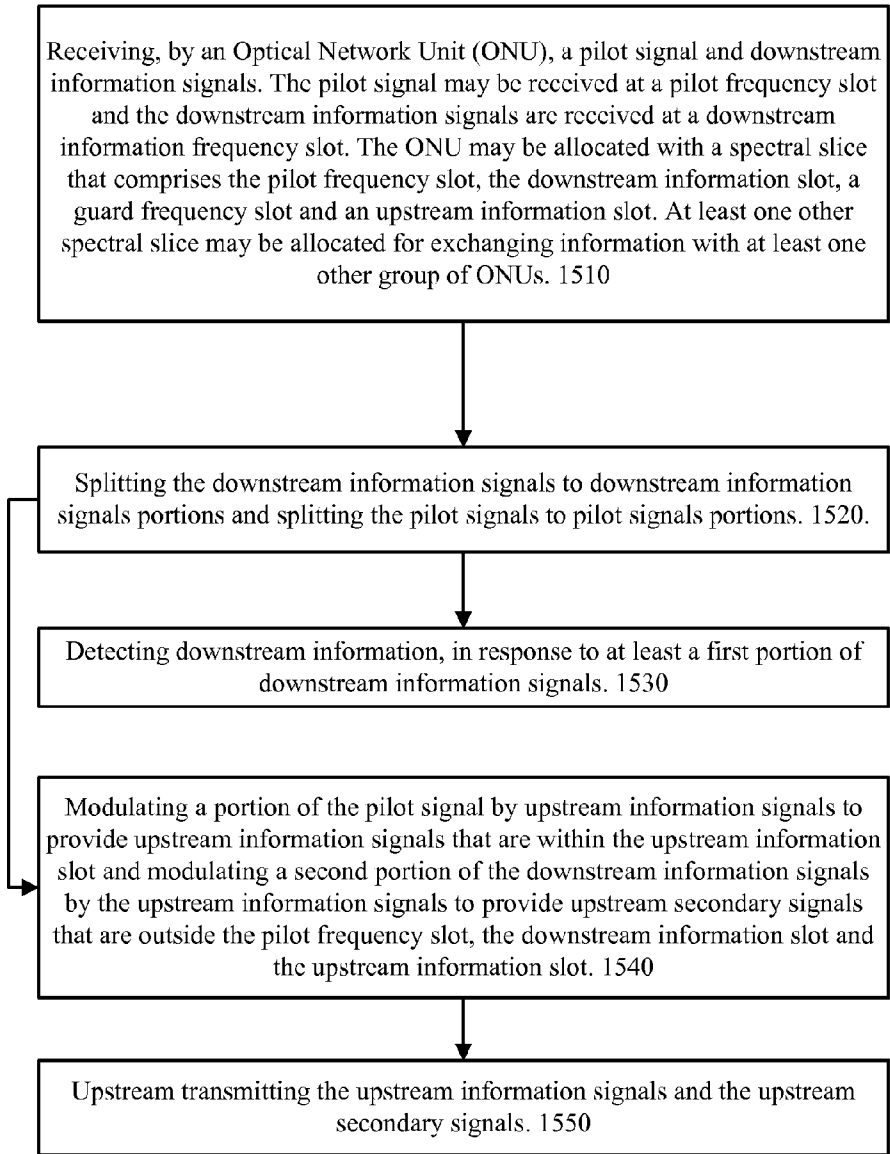 Receiving, by an Optical Network Unit (ONU), a pilot signal and downstream
information signals. The pilot signal may be received at a pilot frequency slot
and the downstream information signals are received at a downstream
information frequency slot. The ONU may be allocated with a spectral slice
that comprises the pilot frequency slot, the downstream information slot, a
guard frequency slot and an upstream information slot. At least one other
spectral slice may be allocated for exchanging information with at least one
other group of ONUs. 1510
Splitting the downstream information signals to downstream information
signals portions and splitting the pilot signals to pilot signals portions. 1520.
Detecting downstream information, in response to at least a first portion of
downstream information signals. 1530
Modulating a portion of the pilot signal by upstream information signals to
provide upstream information signals that are within the upstream information
slot and modulating a second portion of the downstream information signals
by the upstream information signals to provide upstream secondary signals
that are outside the pilot frequency slot, the downstream information slot and
the upstream information slot. 1540
Upstream transmitting the upstream information signals and the upstream
secondary signals. 1550